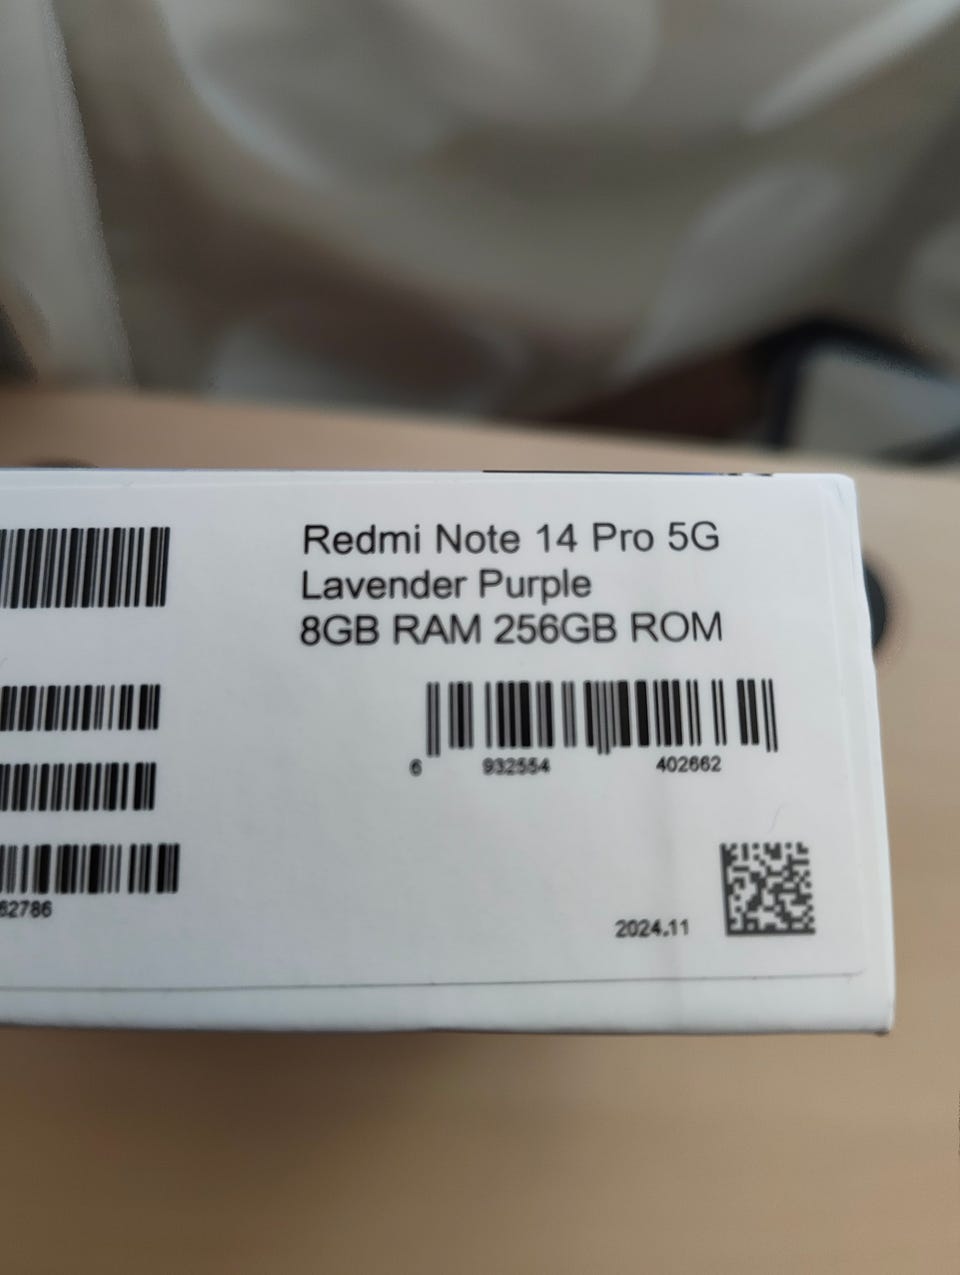 Redmi Note 14 Pro 5G
Lavender Purple
8GB RAM 256GB ROM
6 932554 402662
62786
2024.11